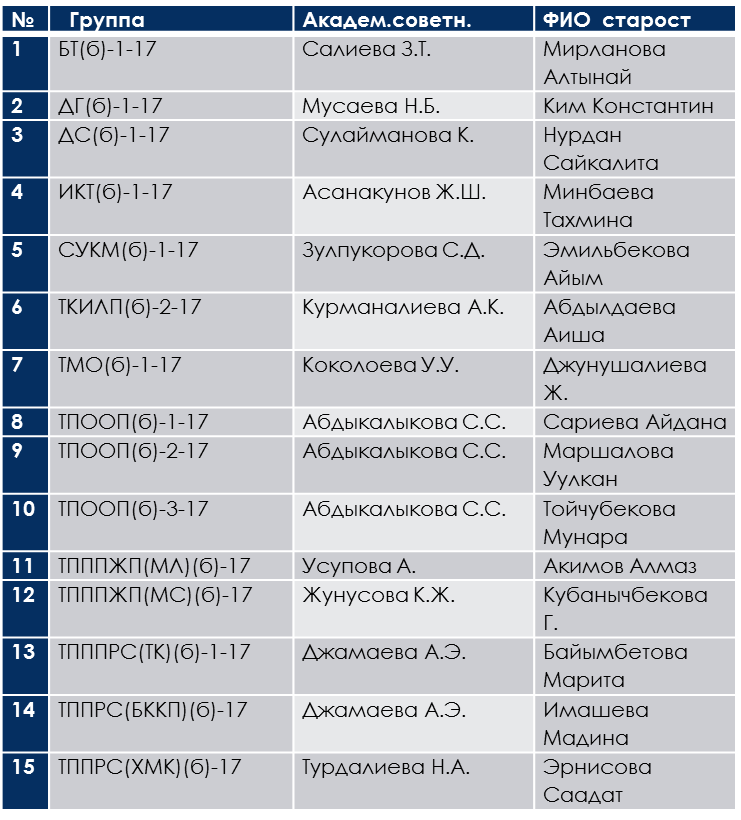 № Группа Академ.советн. ФИО старост
1 БТ(б)-1-17 Салиева З.Т. Мирланова
Алтынай
2 ДГ(б)-1-17 Мусаева Н.Б. Ким Константин
3 ДС(б)-1-17 Сулайманова К. Нурдан
Сайкалита
4 ИКТ(б)-1-17 Асанакунов Ж.Ш. Минбаева
Тахмина
5 СУКМ(б)-1-17 Зулпукорова С.Д. Эмильбекова
Айым
6 ТКИЛП(б)-2-17 Курманалиева А.К. Абдылдаева
Аиша
7 ТМО(б)-1-17 Коколоева У.У. Джунушалиева
Ж.
8 ТПООП(б)-1-17 Абдыкалыкова С.С. Сариева Айдана
9 ТПООП(б)-2-17 Абдыкалыкова С.С. Маршалова
Уулкан
10 ТПООП(б)-3-17 Абдыкалыкова С.С. Тойчубекова
Мунара
11 ТПППЖП(МЛ)(б)-17 Усупова А. Акимов Алмаз
12 ТПППЖП(МС)(б)-17 Жунусова К.Ж. Кубанычбекова
Г.
13 ТПППРС(ТК)(б)-1-17 Джамаева А.Э. Байымбетова
Марита
14 ТППРС(БККП)(б)-17 Джамаева А.Э. Имашева
Мадина
15 ТППРС(ХМК)(б)-17 Турдалиева Н.А. Эрнисова
Саадат